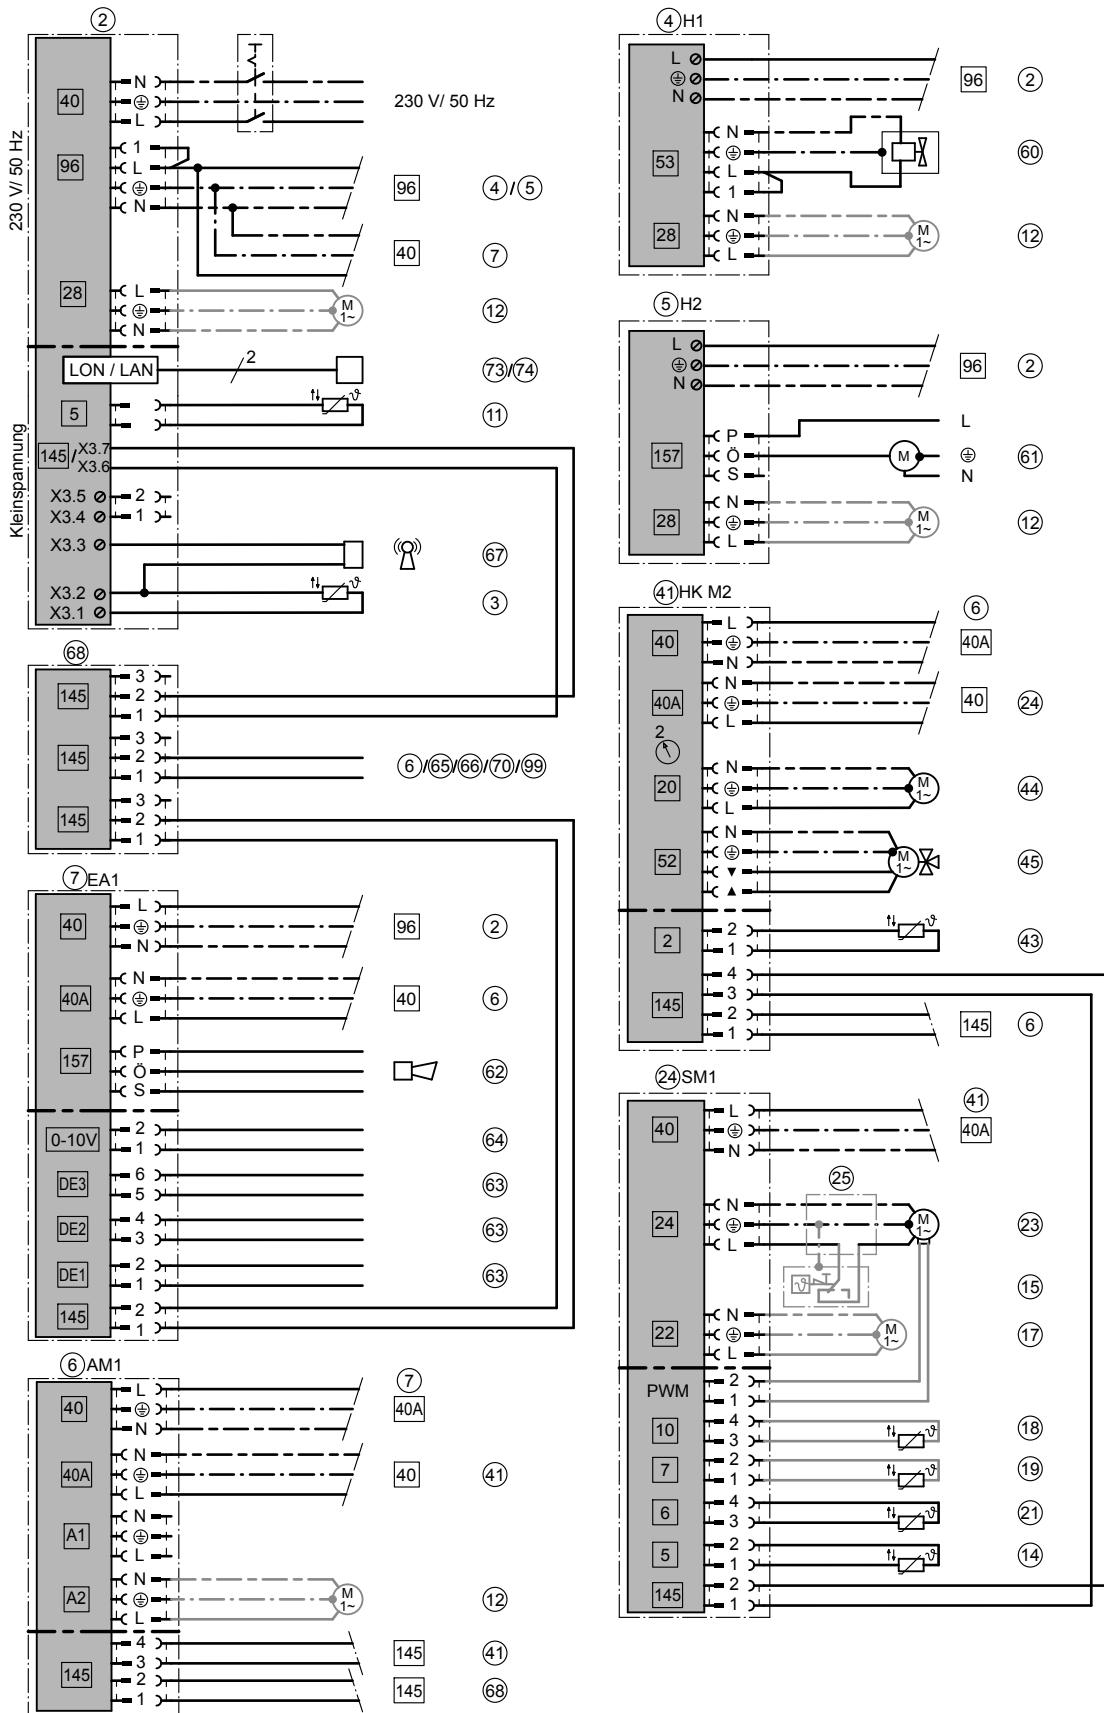 2
230 V/ 50 Hz
40
N
L
230 V/ 50 Hz
96
1
L
N
96
4/5
40
7
28
L
N
M
1~
12
Kleinspannung
LON / LAN
2
73/74
5
ϑ
11
145/X3.7
X3.6
X3.5
2
X3.4
1
X3.3
67
X3.2
X3.1
ϑ
3
68
145
3
2
1
145
3
2
1
6/65/66/70/99
145
3
2
1
7 EA1
40
L
N
96
2
40A
N
L
40
6
157
P
Ö
S
62
0-10V
2
1
64
DE3
6
5
63
DE2
4
3
63
DE1
2
1
63
145
2
1
6 AM1
40
L
N
7
40A
40A
N
L
40
41
A1
N
L
A2
N
L
M
1~
12
145
4
3
2
1
145
41
145
68
4 H1
L
N
96
2
53
N
L
1
60
28
N
L
M
1~
12
5 H2
L
N
96
2
157
P
Ö
S
L
M
N
61
28
N
L
M
1~
12
41 HK M2
40
L
N
6
40A
40A
N
L
40
24
2
20
N
L
M
1~
44
52
N
▼
▲
M
1~
45
2
2
1
ϑ
43
145
4
3
2
1
145
6
24 SM1
40
L
N
41
40A
25
24
N
L
M
1~
23
ϑ
15
22
N
L
M
1~
17
PWM
2
1
10
4
3
ϑ
18
7
2
1
ϑ
19
6
4
3
ϑ
21
5
2
1
ϑ
14
145
2
1